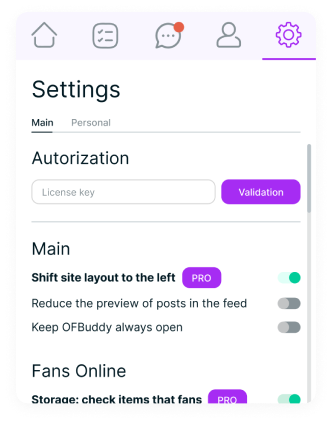 Settings
Main Personal
Autorization
License key Validation
Main
Shift site layout to the left PRO
Reduce the preview of posts in the feed
Keep OFBuddy always open
Fans Online
Storage: check items that fans PRO